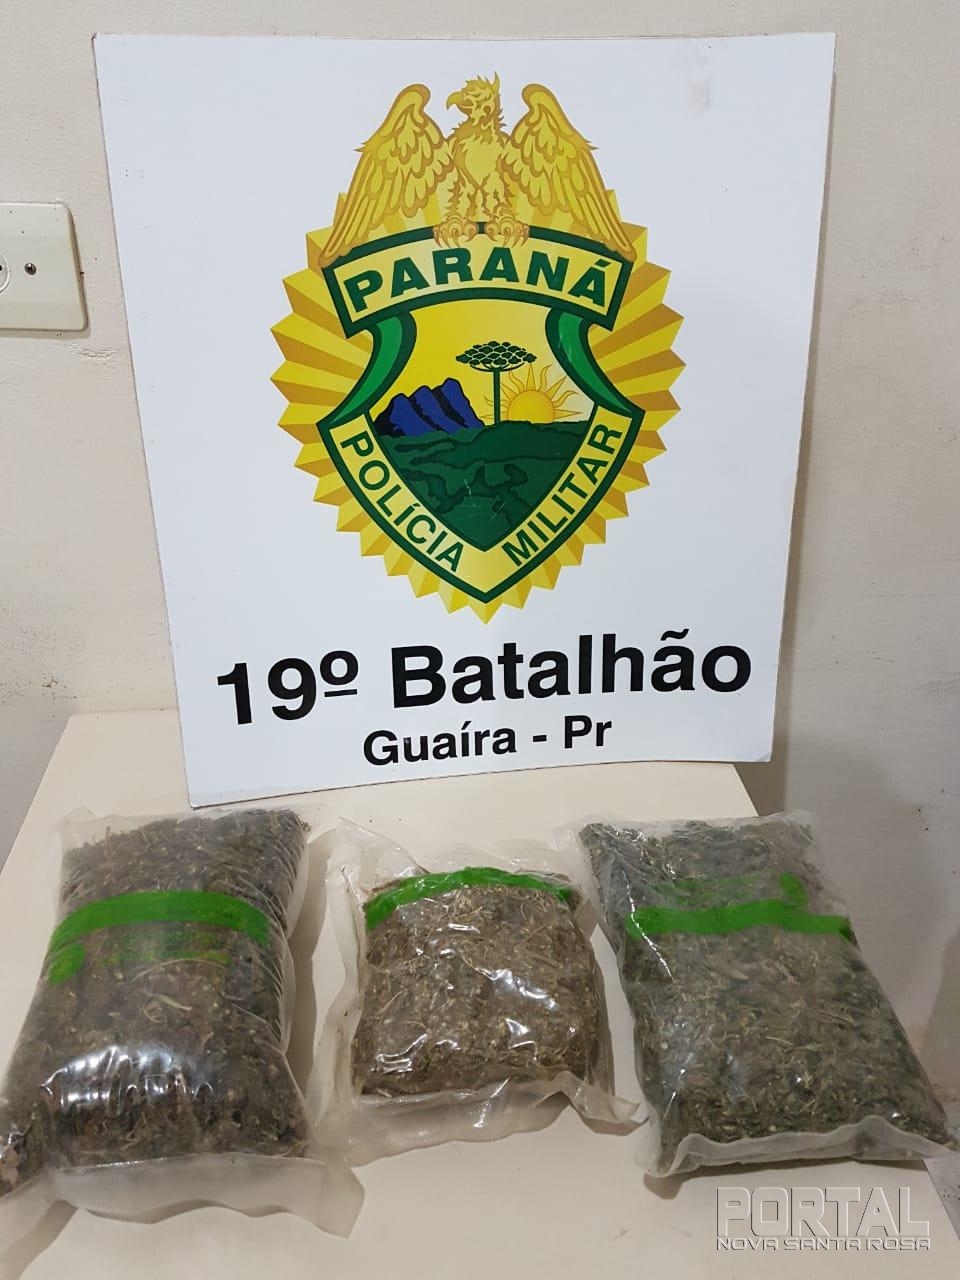 PARANÁ
POLÍCIA MILITAR
19º Batalhão
Guaíra - Pr
PORTAL
NOVA SANTA ROSA